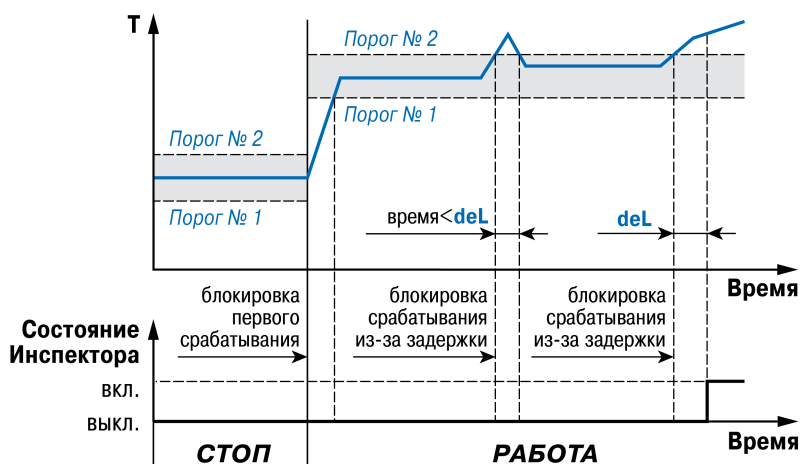 Т
Порог № 2
Порог № 1
Порог № 2
Порог № 1
время<deL
deL
Время
блокировка
первого
срабатывания
блокировка
срабатывания
из-за задержки
блокировка
срабатывания
из-за задержки
Состояние
Инспектора
вкл.
выкл.
Время
СТОП
РАБОТА